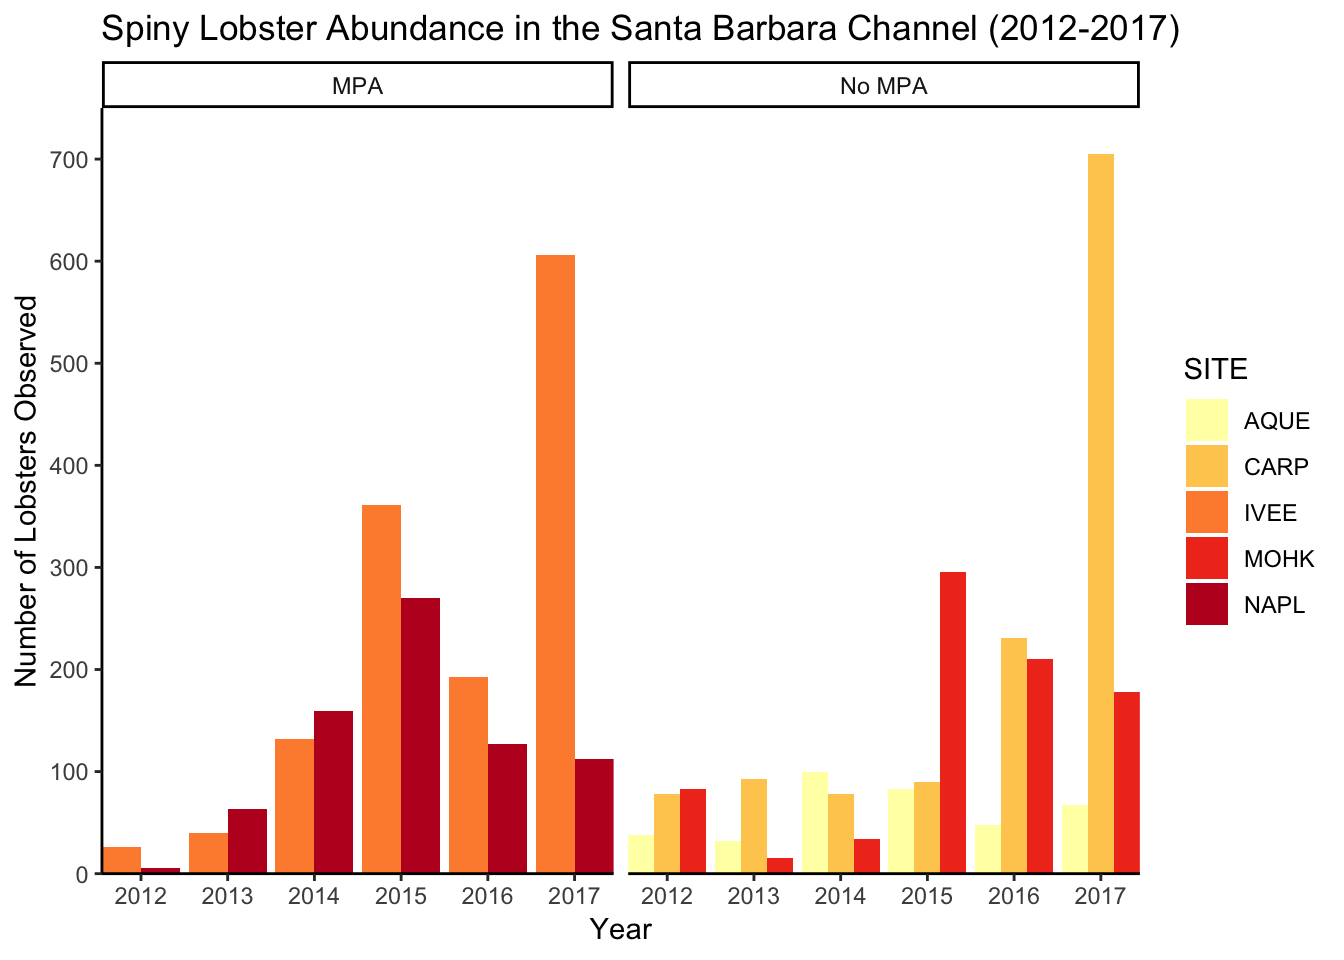 Spiny Lobster Abundance in the Santa Barbara Channel (2012-2017)
MPA
No MPA
Number of Lobsters Observed
700
600
500
400
300
200
100
0
2012 2013 2014 2015 2016 2017
2012 2013 2014 2015 2016 2017
Year
SITE
AQUE
CARP
IVEE
MOHK
NAPL